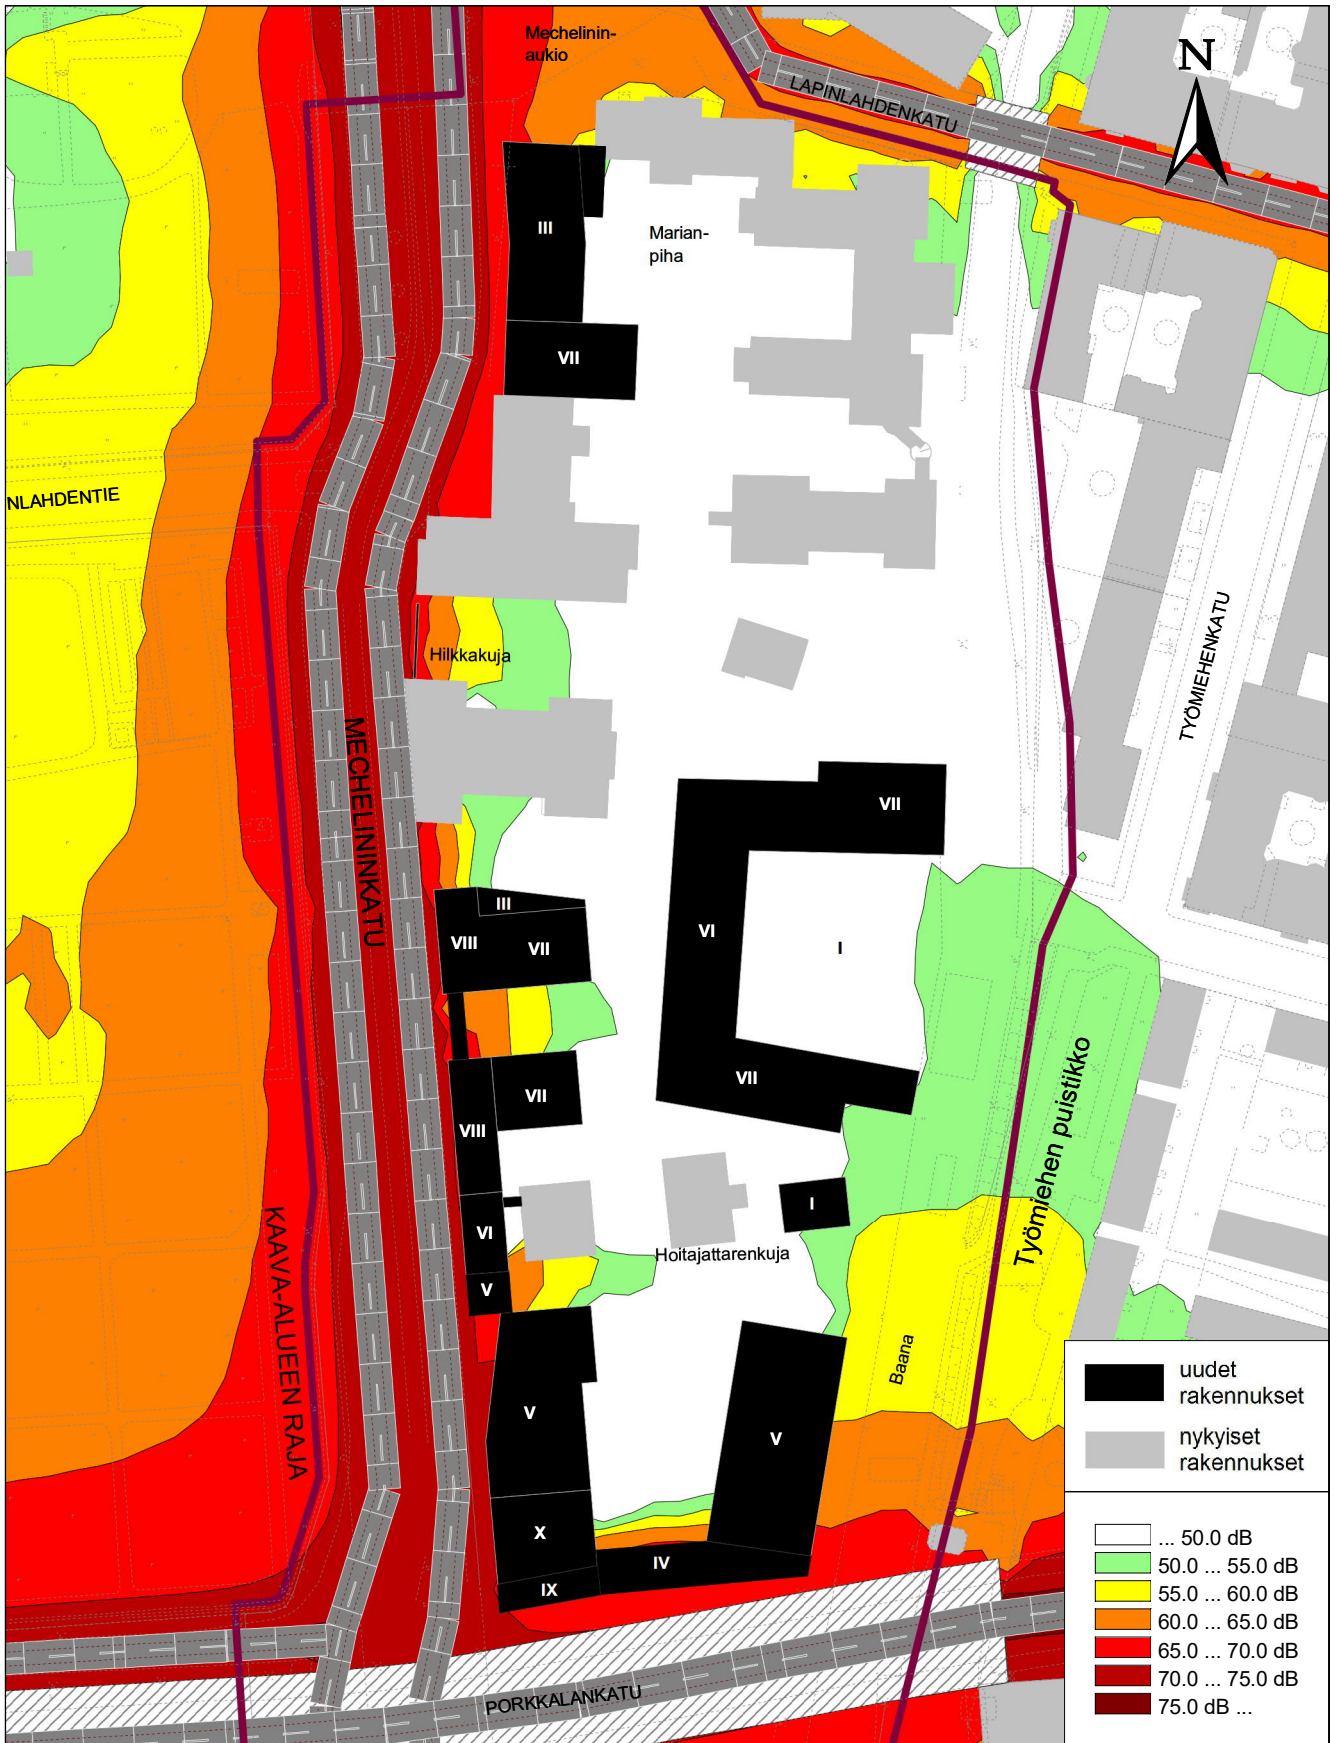 Mechelinin-
aukio
N
LAPINLAHDENKATU
III
Marian-
piha
VII
NLAHDENTIE
TYÖMIEHENKATU
Hilkkakuja
MECHELININKATU
VII
III
VIII
VII
VI
I
VII
VII
VIII
Työmiehen puistikko
I
VI
Hoitajattarenkuja
V
KAAVA-ALUEEN RAJA
Baana
V
V
X
IV
IX
PORKKALANKATU
uudet
rakennukset
nykyiset
rakennukset
... 50.0 dB
50.0 ... 55.0 dB
55.0 ... 60.0 dB
60.0 ... 65.0 dB
65.0 ... 70.0 dB
70.0 ... 75.0 dB
75.0 dB ...